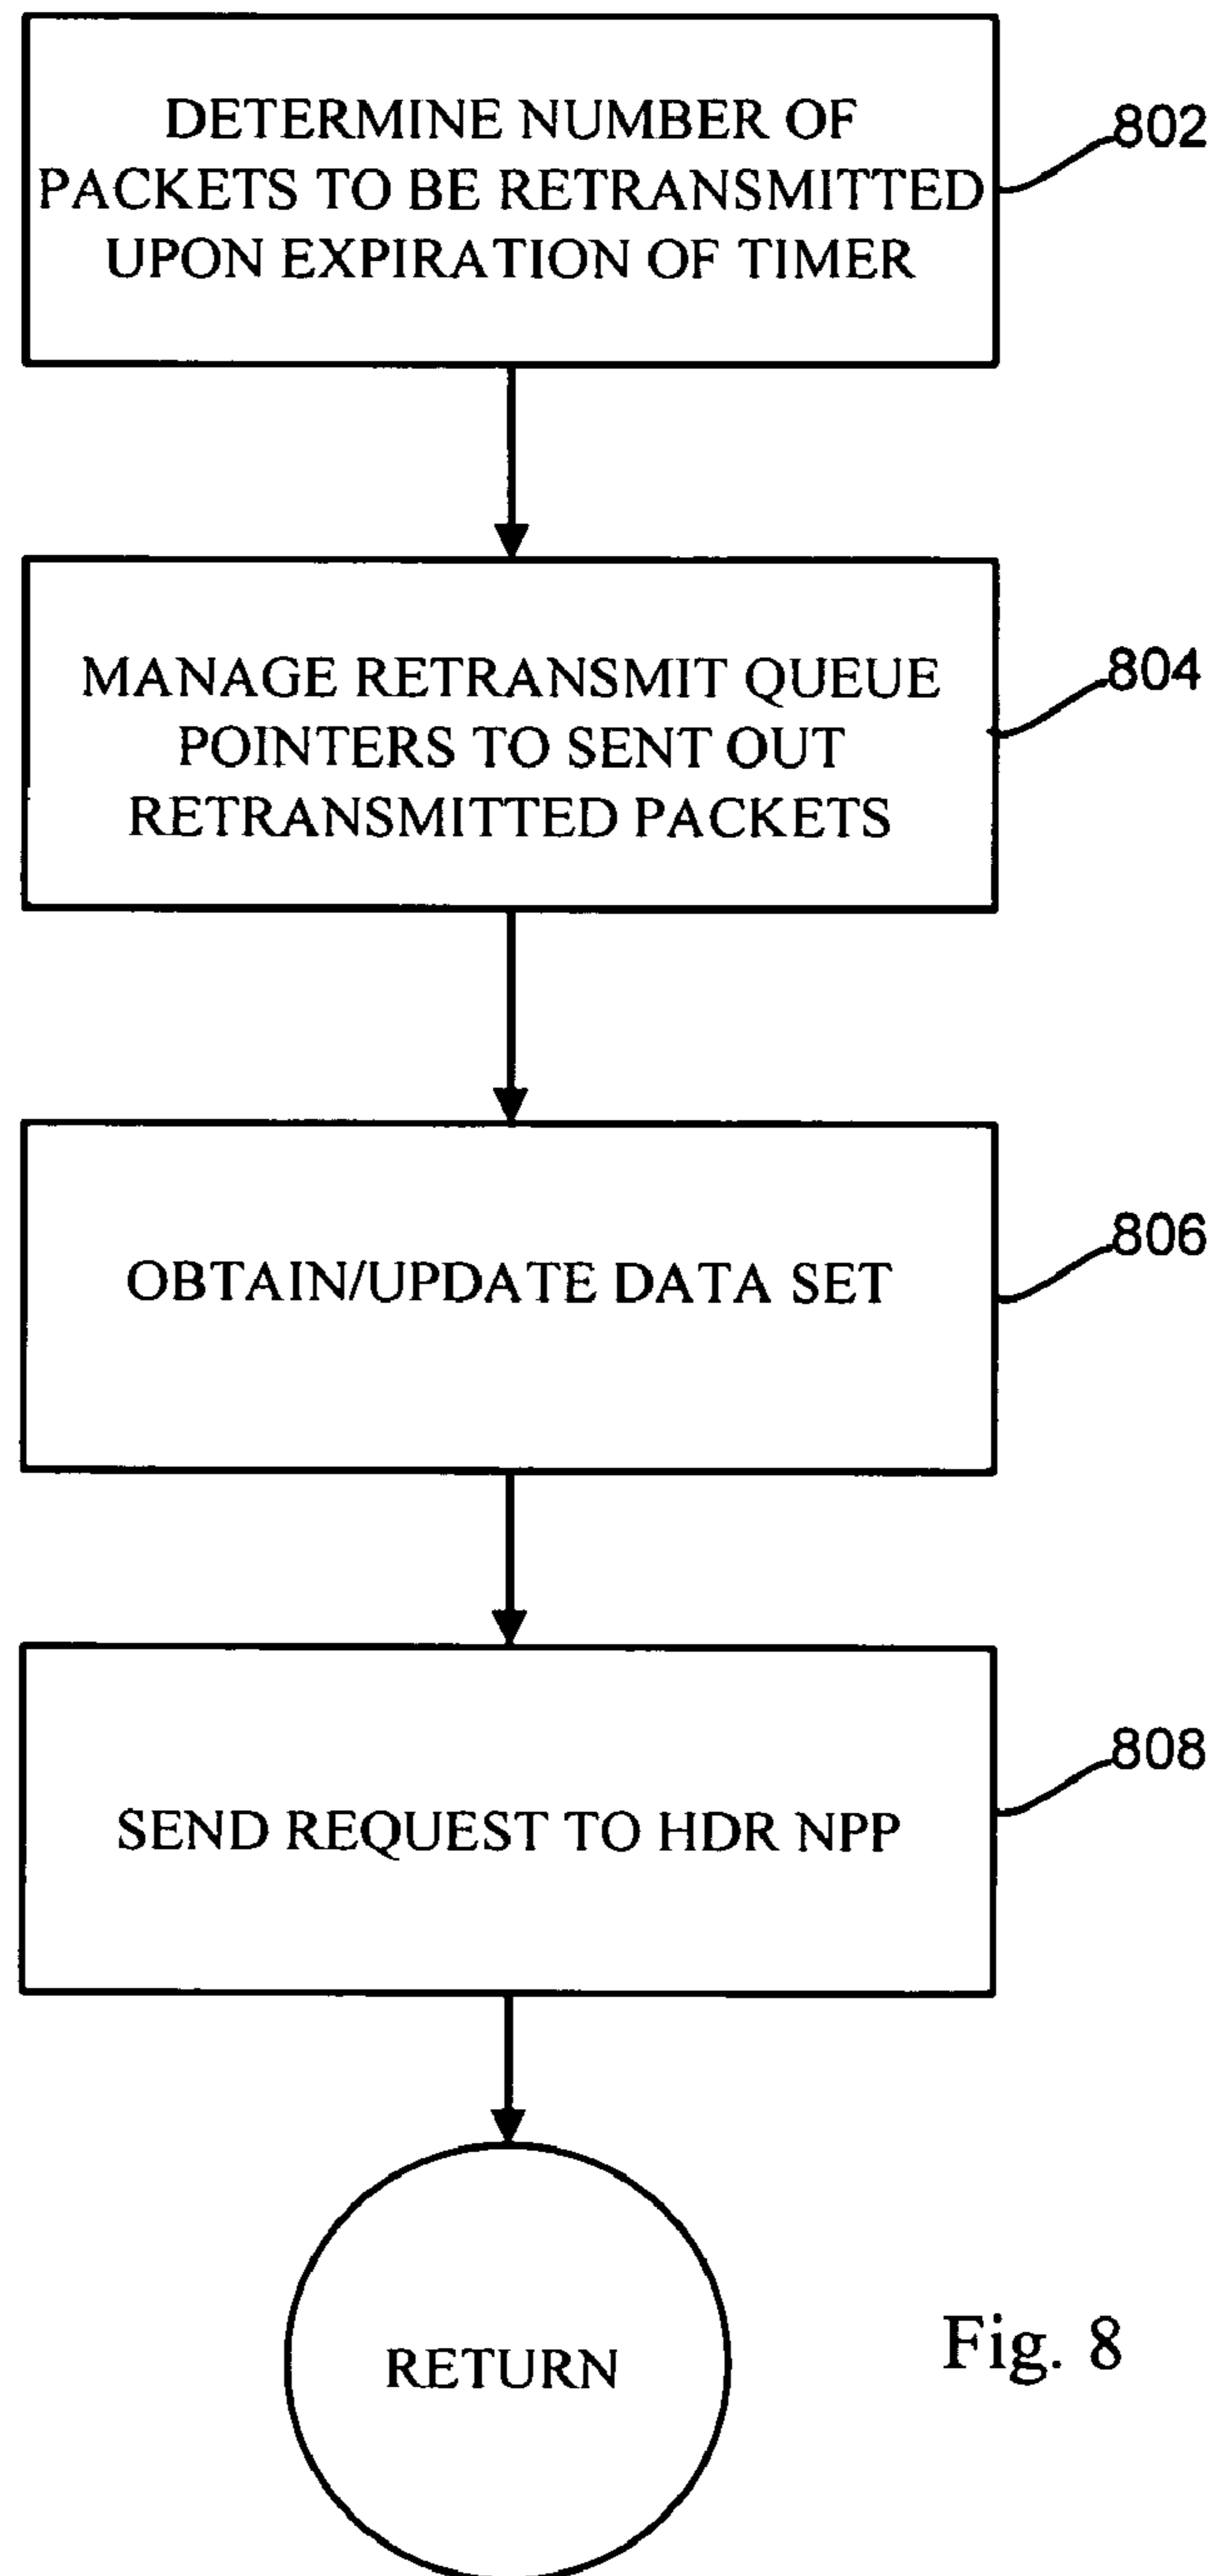 DETERMINE NUMBER OF
PACKETS TO BE RETRANSMITTED
UPON EXPIRATION OF TIMER
802
MANAGE RETRANSMIT QUEUE
POINTERS TO SENT OUT
RETRANSMITTED PACKETS
804
OBTAIN/UPDATE DATA SET
806
SEND REQUEST TO HDR NPP
808
RETURN
Fig. 8